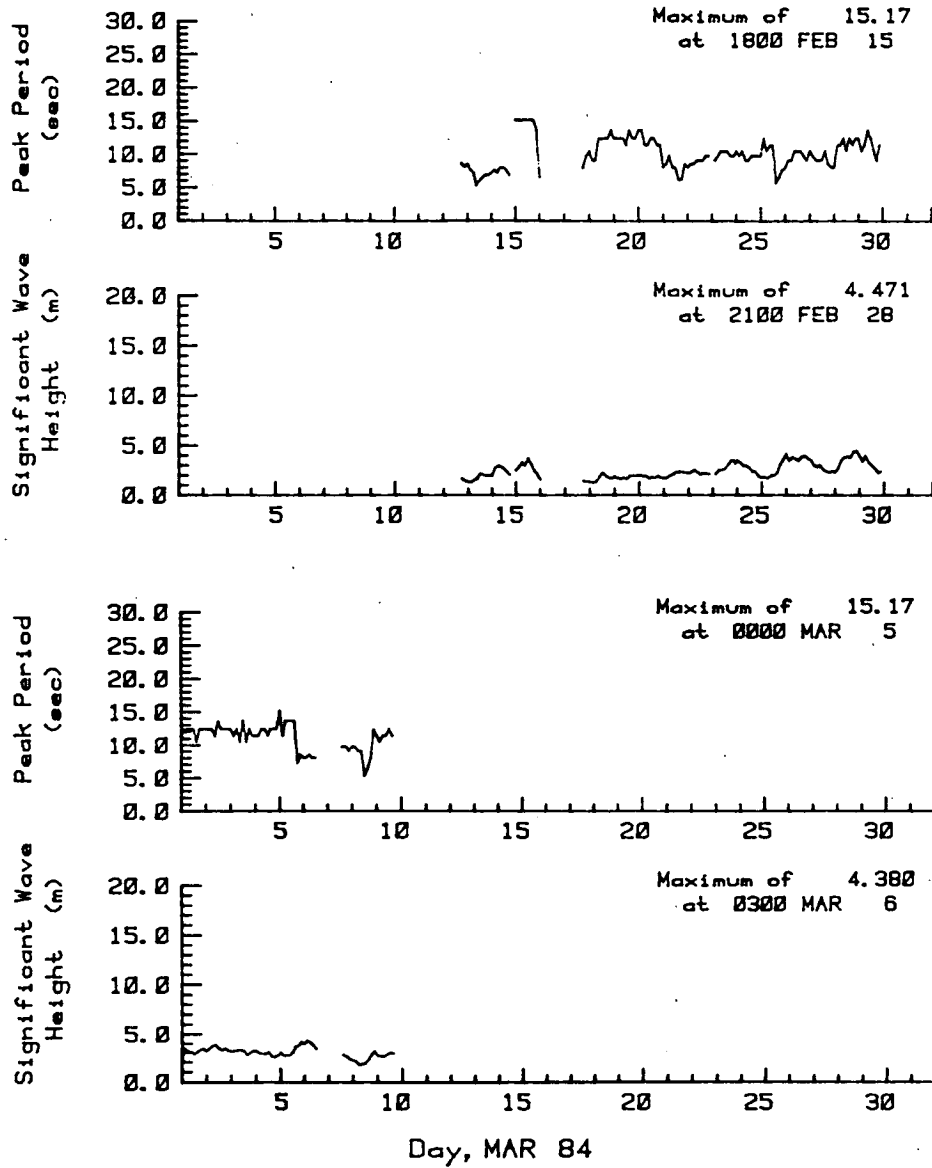 Maximum of 15.17
at 1800 FEB 15
Peak Period
(sec)
30.0
25.0
20.0
15.0
10.0
5.0
0.0
5 10 15 20 25 30
Maximum of 4.471
at 2100 FEB 28
Significant Wave
Height (m)
20.0
15.0
10.0
5.0
0.0
5 10 15 20 25 30
Maximum of 15.17
at 0000 MAR 5
Peak Period
(sec)
30.0
25.0
20.0
15.0
10.0
5.0
0.0
5 10 15 20 25 30
Maximum of 4.380
at 0300 MAR 6
Significant Wave
Height (m)
20.0
15.0
10.0
5.0
0.0
5 10 15 20 25 30
Day, MAR 84